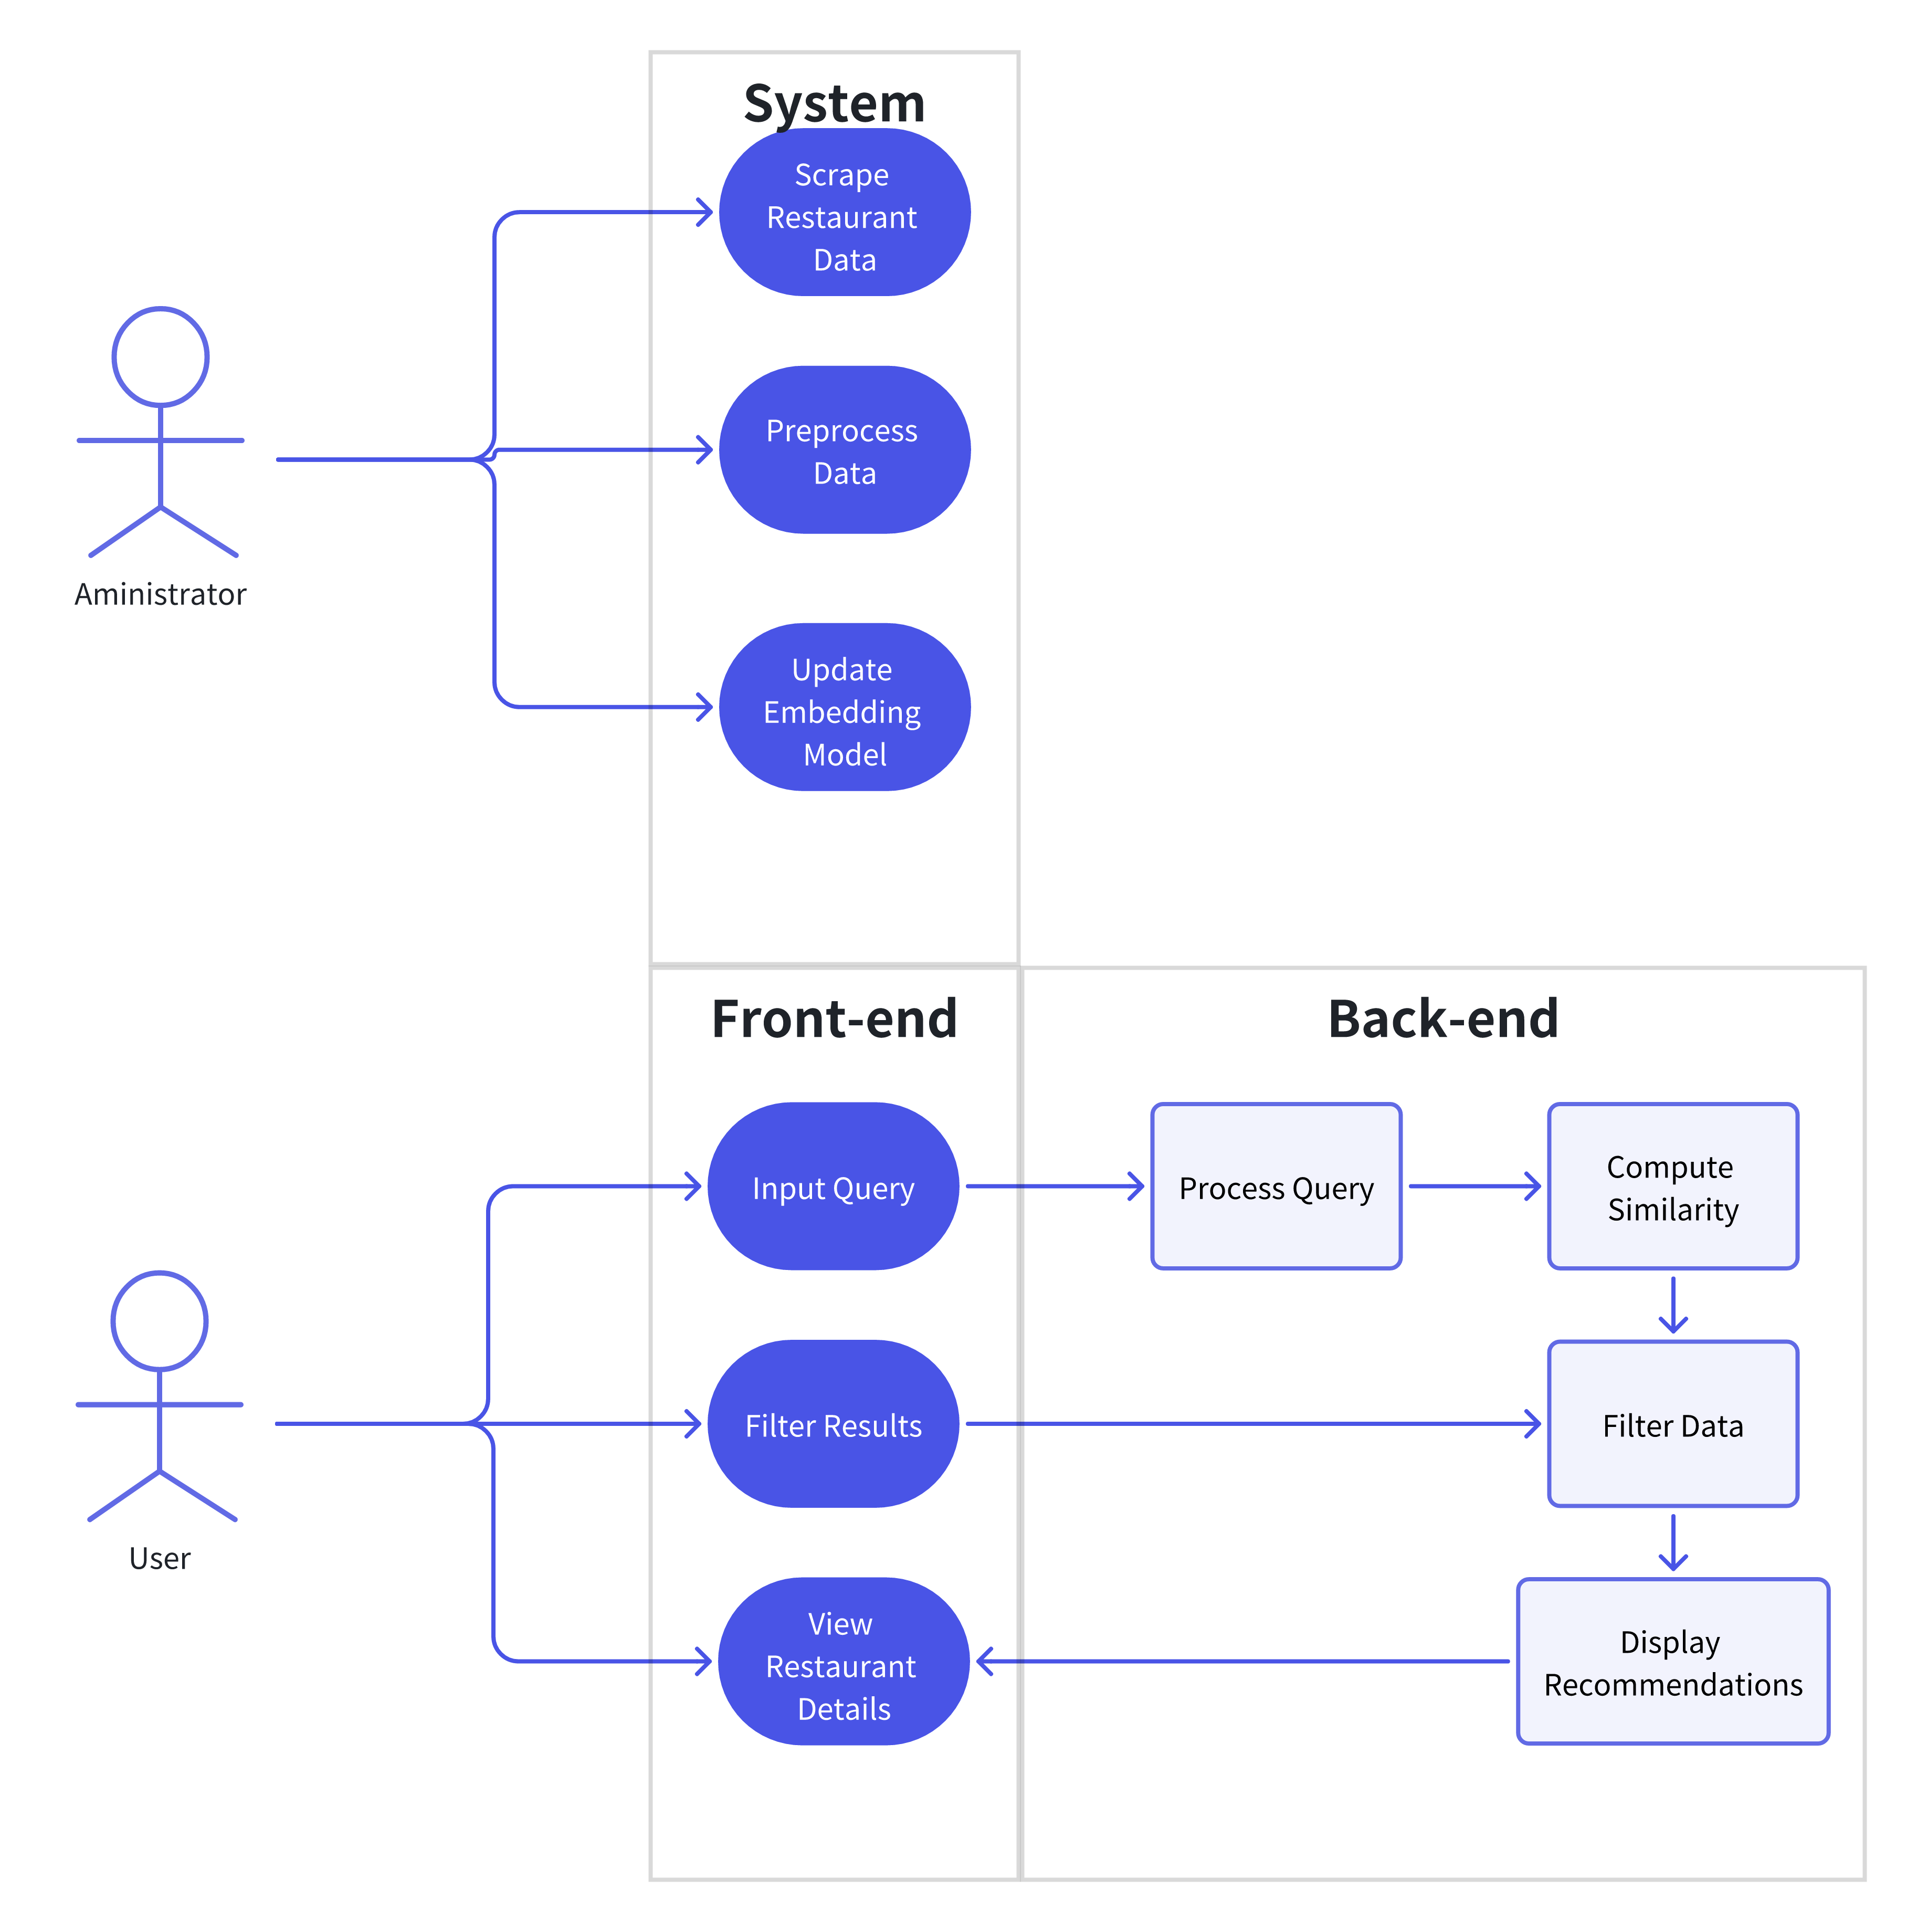 System
Scrape
Restaurant
Data
Preprocess
Data
Aministrator
Update
Embedding
Model
Front-end
Back-end
Input Query
Process Query
Compute
Similarity
Filter Results
Filter Data
User
View
Restaurant
Details
Display
Recommendations